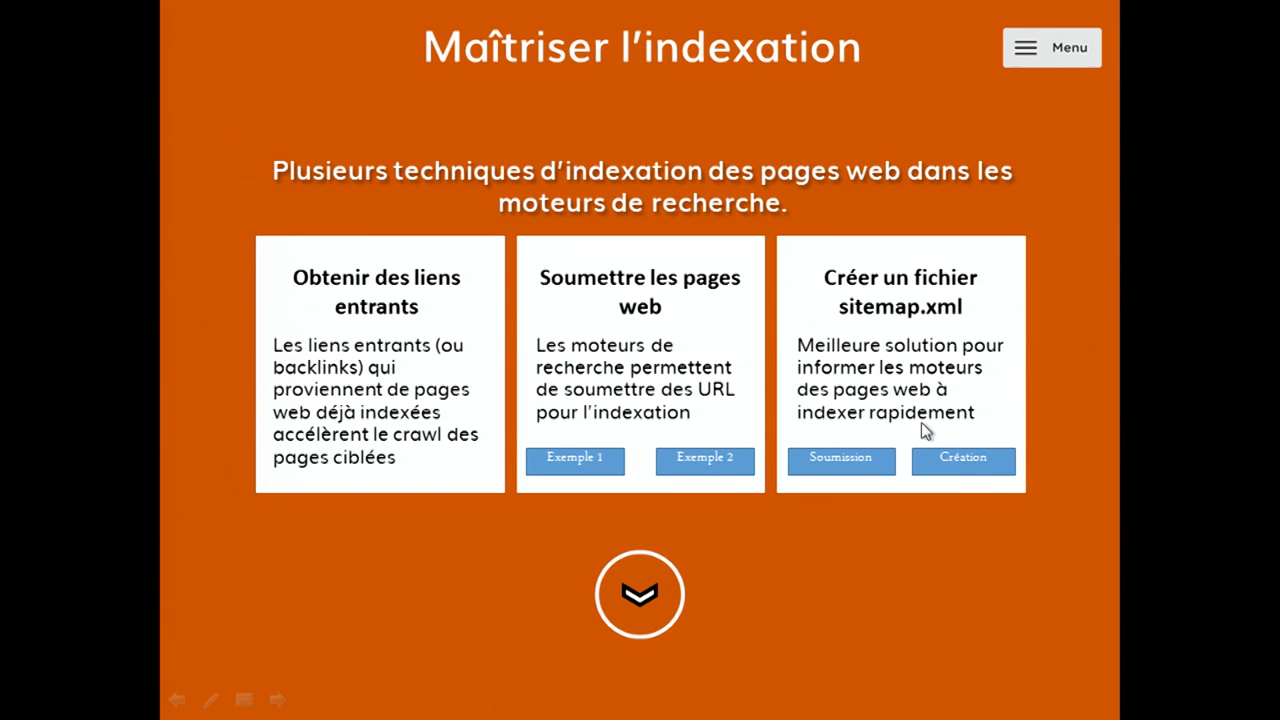 Maîtriser l’indexation
Menu
Plusieurs techniques d’indexation des pages web dans les
moteurs de recherche.
Obtenir des liens
entrants
Les liens entrants (ou
backlinks) qui
proviennent de pages
web déjà indexées
accélèrent le crawl des
pages ciblées
Soumettre les pages
web
Les moteurs de
recherche permettent
de soumettre des URL
pour l’indexation
Exemple 1
Exemple 2
Créer un fichier
sitemap.xml
Meilleure solution pour
informer les moteurs
des pages web à
indexer rapidement
Soumission
Création